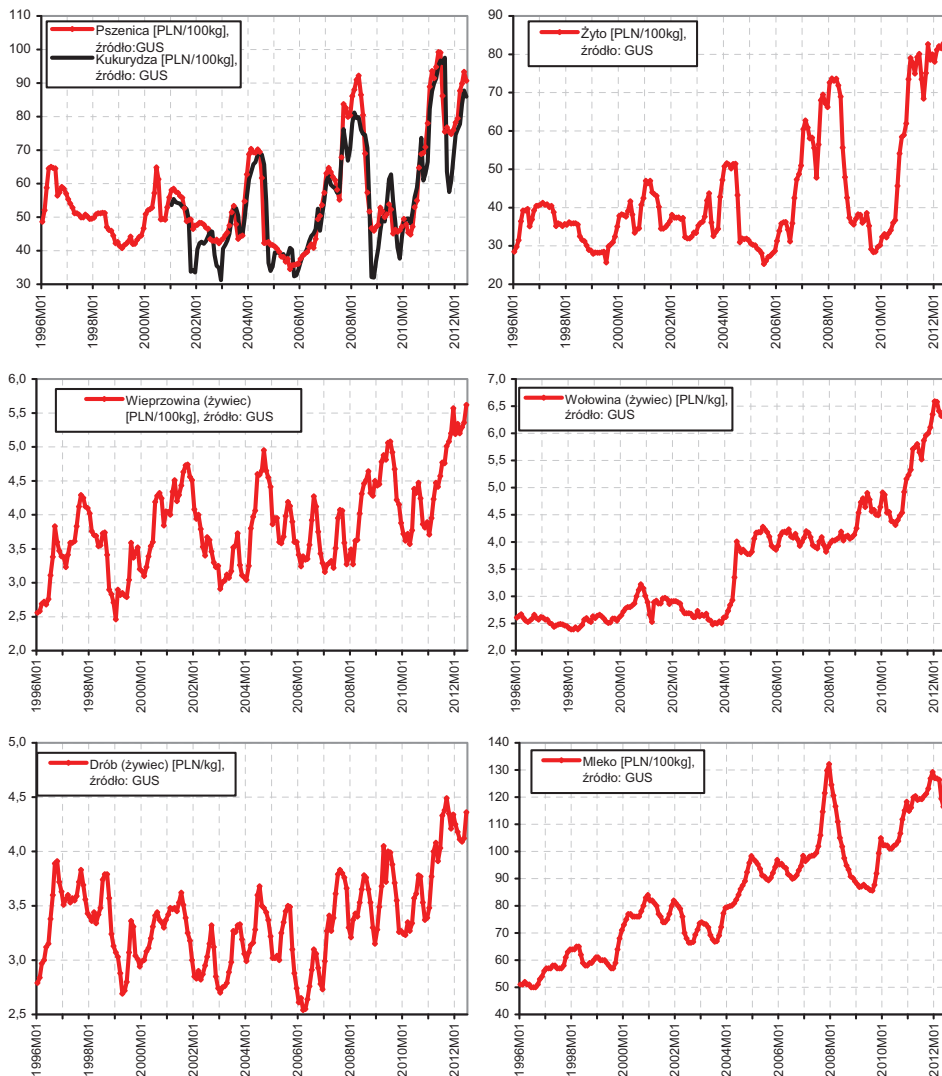 Pszenica [PLN/100kg],
źródło:GUS
Kukurydza [PLN/100kg],
źródło: GUS
110
100
90
80
70
60
50
40
30
1996M01
1998M01
2000M01
2002M01
2004M01
2006M01
2008M01
2010M01
2012M01
Żyto [PLN/100kg],
źródło: GUS
90
80
70
60
50
40
30
20
1996M01
1998M01
2000M01
2002M01
2004M01
2006M01
2008M01
2010M01
2012M01
Wieprzowina (żywiec)
[PLN/100kg], źródło: GUS
6,0
5,5
5,0
4,5
4,0
3,5
3,0
2,5
2,0
1996M01
1998M01
2000M01
2002M01
2004M01
2006M01
2008M01
2010M01
2012M01
Wołowina (żywiec) [PLN/kg],
źródło: GUS
7,0
6,5
6,0
5,5
5,0
4,5
4,0
3,5
3,0
2,5
2,0
1996M01
1998M01
2000M01
2002M01
2004M01
2006M01
2008M01
2010M01
2012M01
Drób (żywiec) [PLN/kg],
źródło: GUS
5,0
4,5
4,0
3,5
3,0
2,5
1996M01
1998M01
2000M01
2002M01
2004M01
2006M01
2008M01
2010M01
2012M01
Mleko [PLN/100kg],
źródło: GUS
140
130
120
110
100
90
80
70
60
50
40
1996M01
1998M01
2000M01
2002M01
2004M01
2006M01
2008M01
2010M01
2012M01